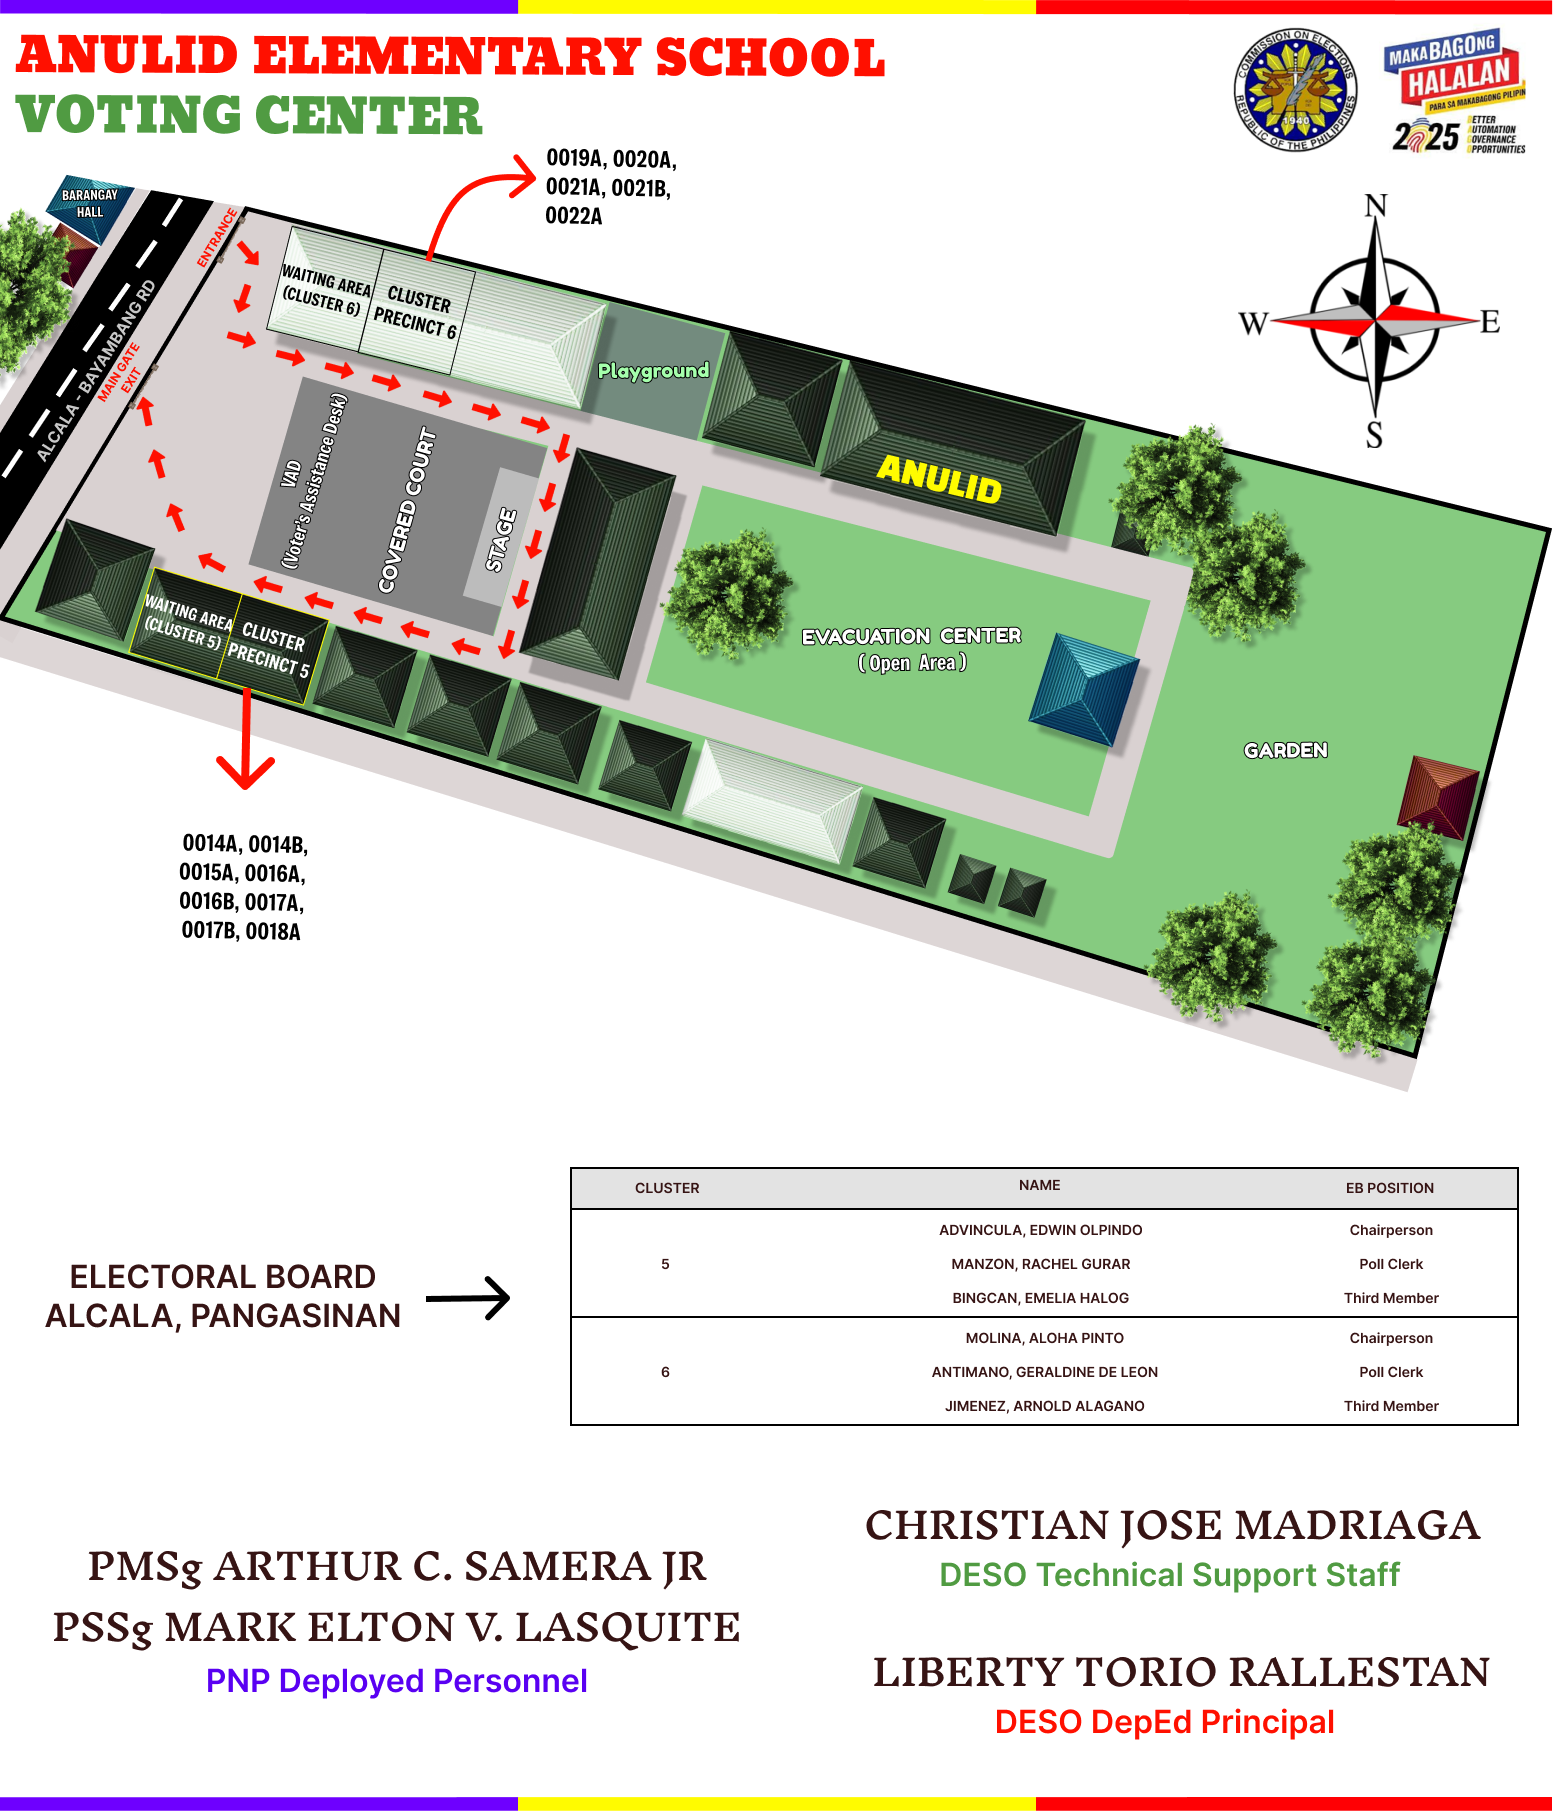 ANULID ELEMENTARY SCHOOL
VOTING CENTER
COMMISSION ON ELECTIONS
REPUBLIC OF THE PHILIPPINES
1940
MAKABAGONG
HALALAN
PARA SA MAKABAGONG PILIPIN
2025
BETTER
AUTOMATION
GOVERNANCE
OPPORTUNITIES
0019A, 0020A,
0021A, 0021B,
0022A
N
W
E
S
BARANGAY
HALL
ENTRANCE
ALCALA - BAYAMBANG RD
MAIN GATE
EXIT
WAITING AREA
(CLUSTER 6)
CLUSTER
PRECINCT 6
Playground
ANULID
VAD
(Voter's Assistance Desk)
COVERED COURT
STAGE
WAITING AREA
(CLUSTER 5)
CLUSTER
PRECINCT 5
EVACUATION CENTER
( Open Area )
GARDEN
0014A, 0014B,
0015A, 0016A,
0016B, 0017A,
0017B, 0018A
ELECTORAL BOARD
ALCALA, PANGASINAN
CLUSTER NAME EB POSITION
ADVINCULA, EDWIN OLPINDO Chairperson
5 MANZON, RACHEL GURAR Poll Clerk
BINGCAN, EMELIA HALOG Third Member
MOLINA, ALOHA PINTO Chairperson
6 ANTIMANO, GERALDINE DE LEON Poll Clerk
JIMENEZ, ARNOLD ALAGANO Third Member
PMSg ARTHUR C. SAMERA JR
PSSg MARK ELTON V. LASQUITE
PNP Deployed Personnel
CHRISTIAN JOSE MADRIAGA
DESO Technical Support Staff
LIBERTY TORIO RALLESTAN
DESO DepEd Principal